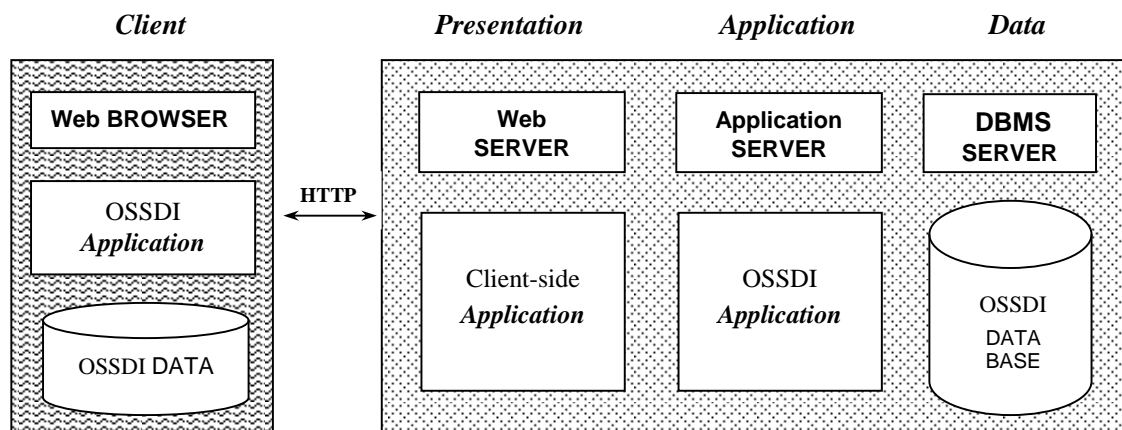 Client
Presentation
Application
Data
Web BROWSER
OSSDI
Application
OSSDI DATA
HTTP
Web
SERVER
Client-side
Application
Application
SERVER
OSSDI
Application
DBMS
SERVER
OSSDI
DATA
BASE